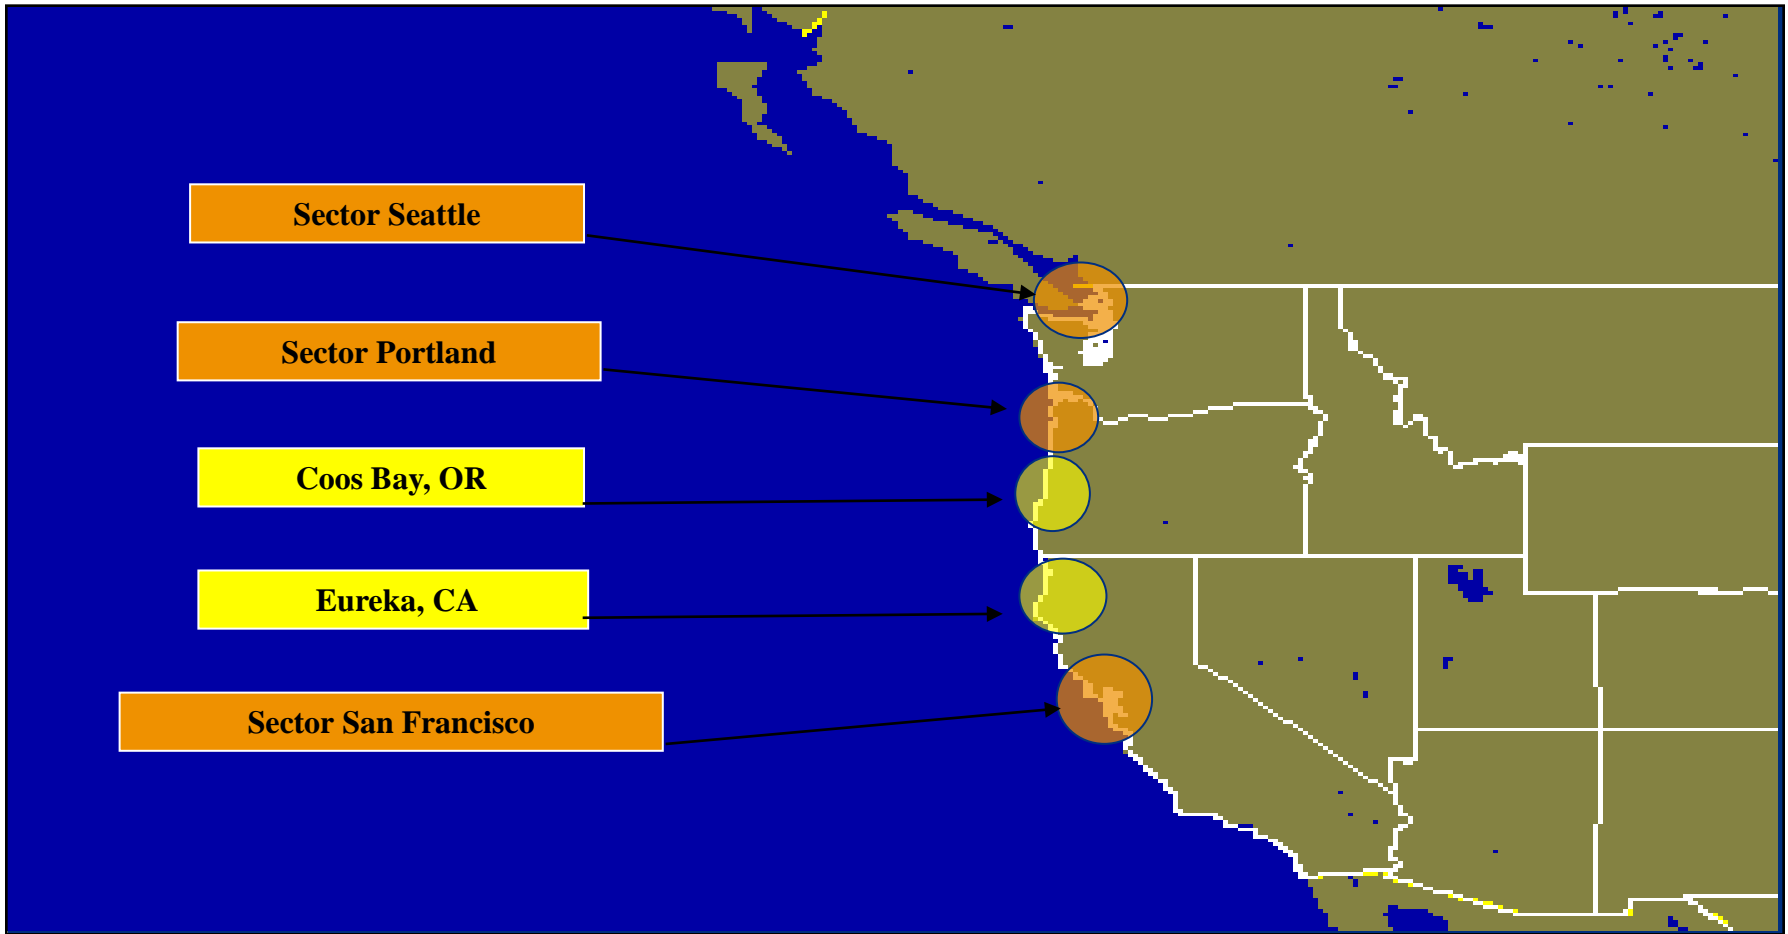 Sector Seattle
Sector Portland
Coos Bay, OR
Eureka, CA
Sector San Francisco